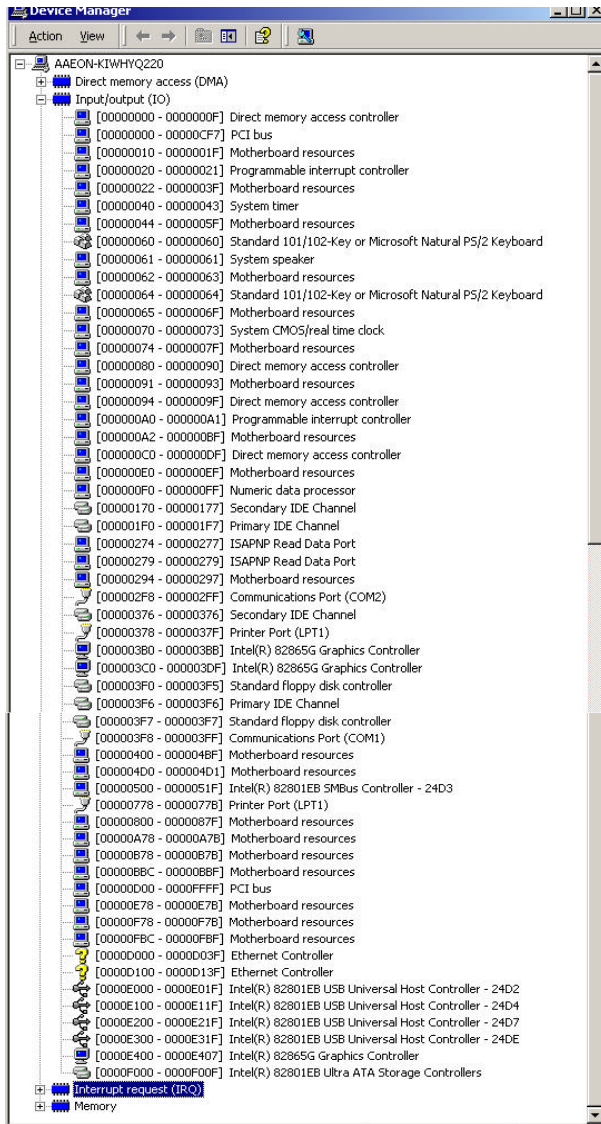 Device Manager
Action View
AAEON-KIWHYQ220
Direct memory access (DMA)
Input/output (IO)
[00000000 - 0000000F] Direct memory access controller
[00000000 - 00000CF7] PCI bus
[00000010 - 0000001F] Motherboard resources
[00000020 - 00000021] Programmable interrupt controller
[00000022 - 0000003F] Motherboard resources
[00000040 - 00000043] System timer
[00000044 - 0000005F] Motherboard resources
[00000060 - 00000060] Standard 101/102-Key or Microsoft Natural PS/2 Keyboard
[00000061 - 00000061] System speaker
[00000062 - 00000063] Motherboard resources
[00000064 - 00000064] Standard 101/102-Key or Microsoft Natural PS/2 Keyboard
[00000065 - 0000006F] Motherboard resources
[00000070 - 00000073] System CMOS/real time clock
[00000074 - 0000007F] Motherboard resources
[00000080 - 00000090] Direct memory access controller
[00000091 - 00000093] Motherboard resources
[00000094 - 0000009F] Direct memory access controller
[000000A0 - 000000A1] Programmable interrupt controller
[000000A2 - 000000BF] Motherboard resources
[000000C0 - 000000DF] Direct memory access controller
[000000E0 - 000000EF] Motherboard resources
[000000F0 - 000000FF] Numeric data processor
[00000170 - 00000177] Secondary IDE Channel
[000001F0 - 000001F7] Primary IDE Channel
[00000274 - 00000277] ISAPNP Read Data Port
[00000279 - 00000279] ISAPNP Read Data Port
[00000294 - 00000297] Motherboard resources
[000002F8 - 000002FF] Communications Port (COM2)
[00000376 - 00000376] Secondary IDE Channel
[00000378 - 0000037F] Printer Port (LPT1)
[000003B0 - 000003BB] Intel(R) 82865G Graphics Controller
[000003C0 - 000003DF] Intel(R) 82865G Graphics Controller
[000003F0 - 000003F5] Standard floppy disk controller
[000003F6 - 000003F6] Primary IDE Channel
[000003F7 - 000003F7] Standard floppy disk controller
[000003F8 - 000003FF] Communications Port (COM1)
[00000400 - 000004BF] Motherboard resources
[000004D0 - 000004D1] Motherboard resources
[00000500 - 0000051F] Intel(R) 82801EB SMBus Controller - 24D3
[00000778 - 0000077B] Printer Port (LPT1)
[00000800 - 0000087F] Motherboard resources
[00000A78 - 00000A7B] Motherboard resources
[00000B78 - 00000B7B] Motherboard resources
[00000BBC - 00000BBF] Motherboard resources
[00000D00 - 0000FFFF] PCI bus
[00000E78 - 00000E7B] Motherboard resources
[00000F78 - 00000F7B] Motherboard resources
[00000FBC - 00000FBF] Motherboard resources
[0000D000 - 0000D03F] Ethernet Controller
[0000D100 - 0000D13F] Ethernet Controller
[0000E000 - 0000E01F] Intel(R) 82801EB USB Universal Host Controller - 24D2
[0000E100 - 0000E11F] Intel(R) 82801EB USB Universal Host Controller - 24D4
[0000E200 - 0000E21F] Intel(R) 82801EB USB Universal Host Controller - 24D7
[0000E300 - 0000E31F] Intel(R) 82801EB USB Universal Host Controller - 24DE
[0000E400 - 0000E407] Intel(R) 82865G Graphics Controller
[0000F000 - 0000F00F] Intel(R) 82801EB Ultra ATA Storage Controllers
Interrupt request (IRQ)
Memory